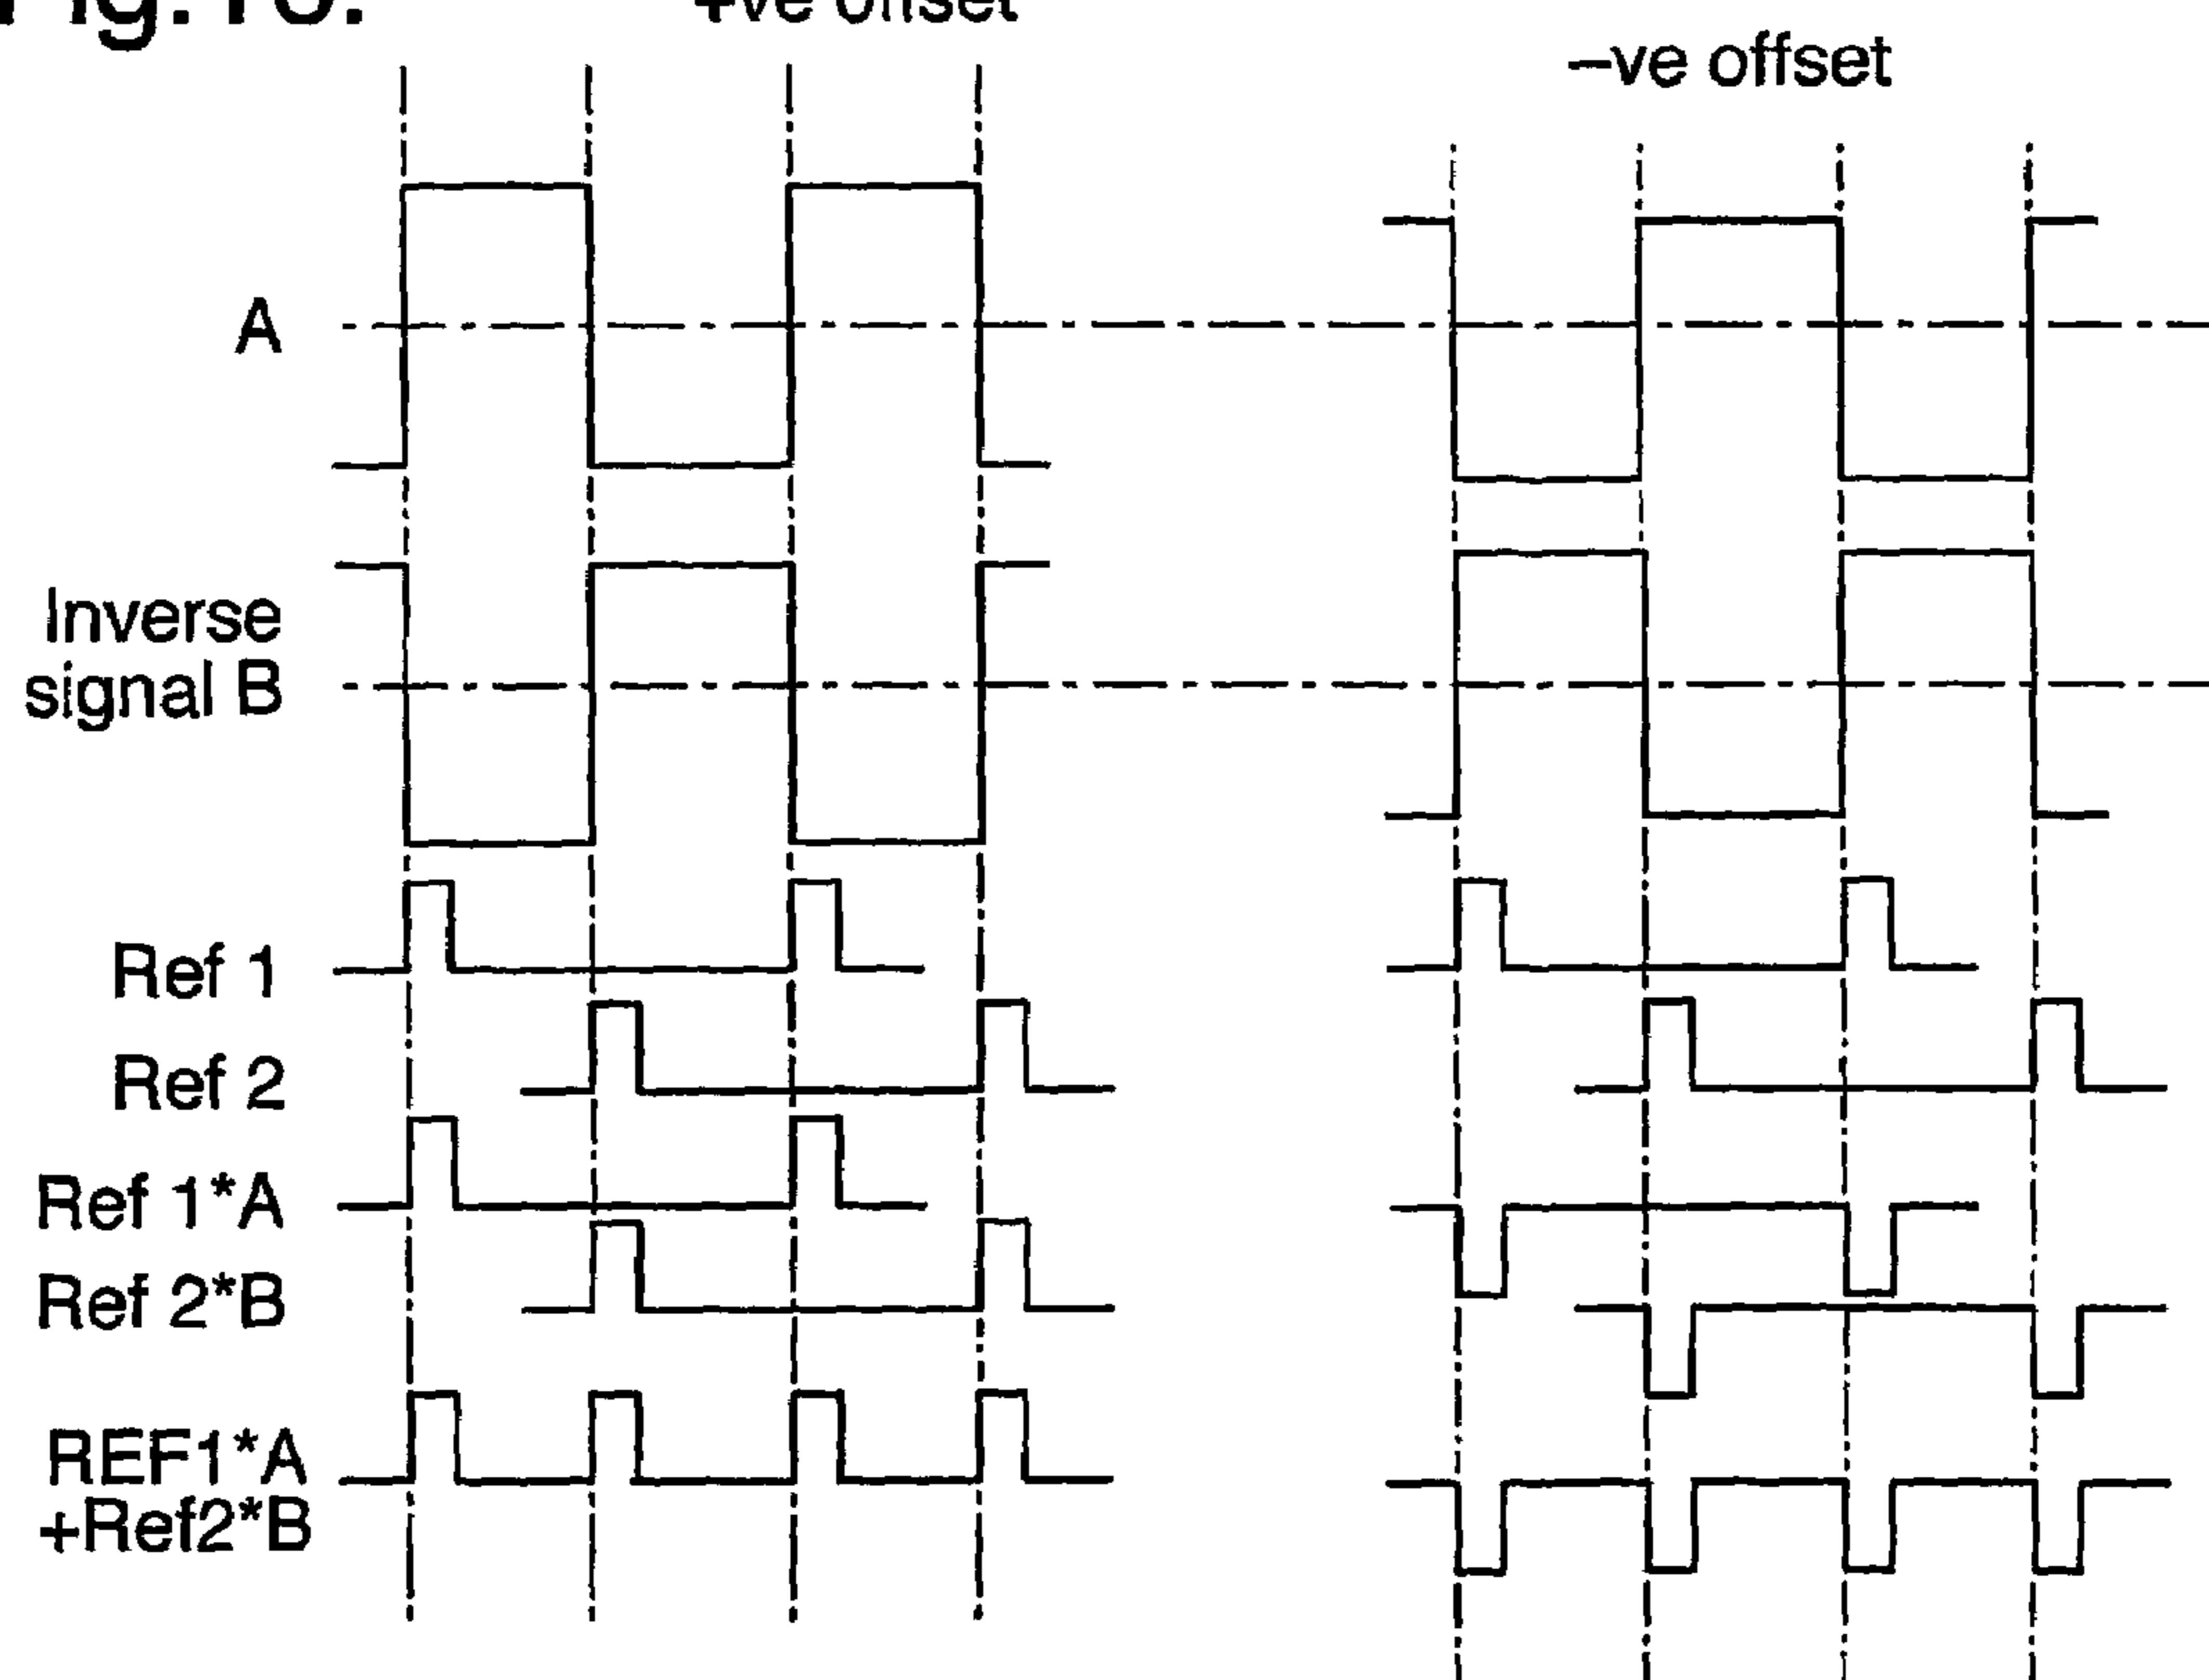 +ve offset
–ve offset
A
Inverse
signal B
Ref 1
Ref 2
Ref 1*A
Ref 2*B
REF1*A
+Ref2*B